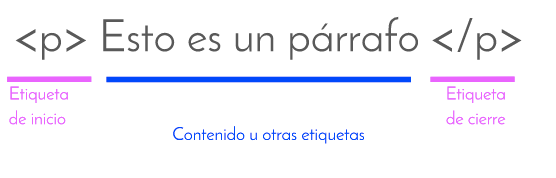 <p> Esto es un párrafo </p>
Etiqueta
de inicio
Etiqueta
de cierre
Contenido u otras etiquetas